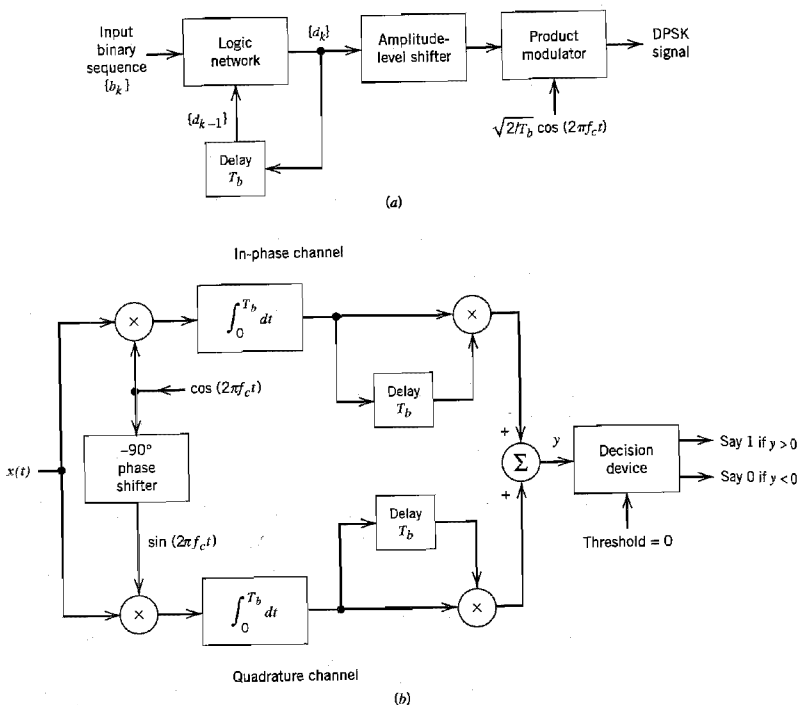 Input
binary
sequence
{b_k}
Logic
network
{d_k}
Amplitude-
level shifter
Product
modulator
DPSK
signal
{d_{k-1}}
Delay
T_b
√2/T_b cos (2πf_ct)
(a)
In-phase channel
×
∫_0^{T_b} dt
×
Delay
T_b
cos (2πf_ct)
-90°
phase
shifter
x(t)
sin (2πf_ct)
+
Σ
+
y
Decision
device
Say 1 if y > 0
Say 0 if y < 0
Threshold = 0
Delay
T_b
×
∫_0^{T_b} dt
×
Quadrature channel
(b)